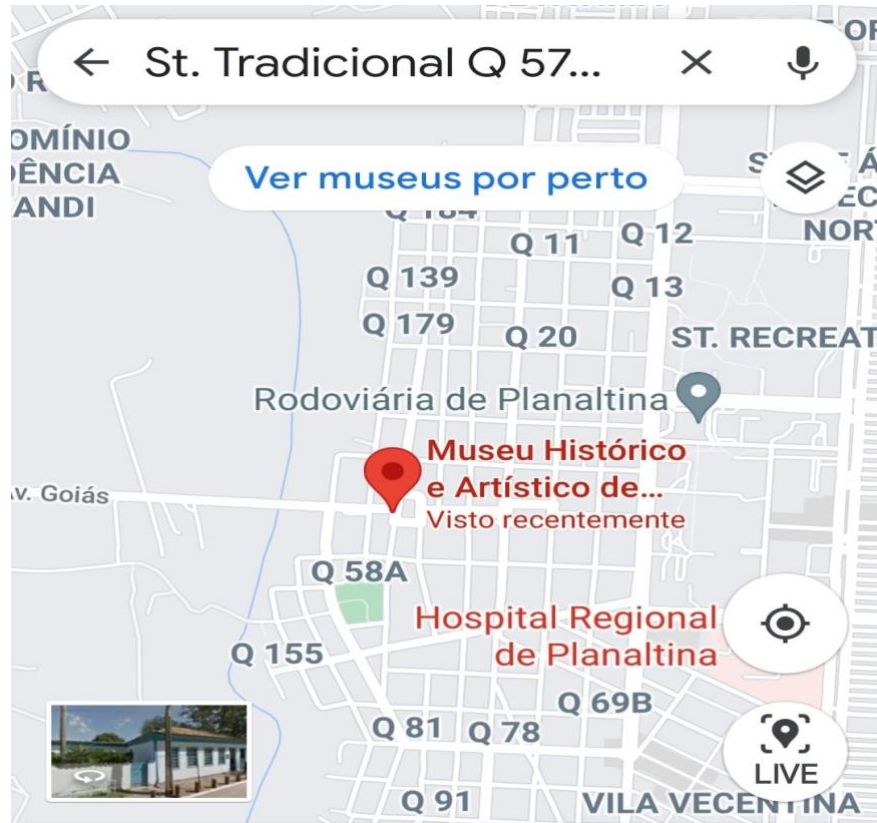 St. Tradicional Q 57...
OMÍNIO
ÊNCIA
ANDI
Ver museus por perto
NOR
Q 11
Q 12
Q 139
Q 13
Q 179
Q 20
ST. RECREAT
Rodoviária de Planaltina
Museu Histórico
e Artístico de...
Visto recentemente
v. Goiás
Q 58A
Hospital Regional
de Planaltina
Q 155
Q 69B
Q 81
Q 78
LIVE
Q 91
VILA VECENTINA